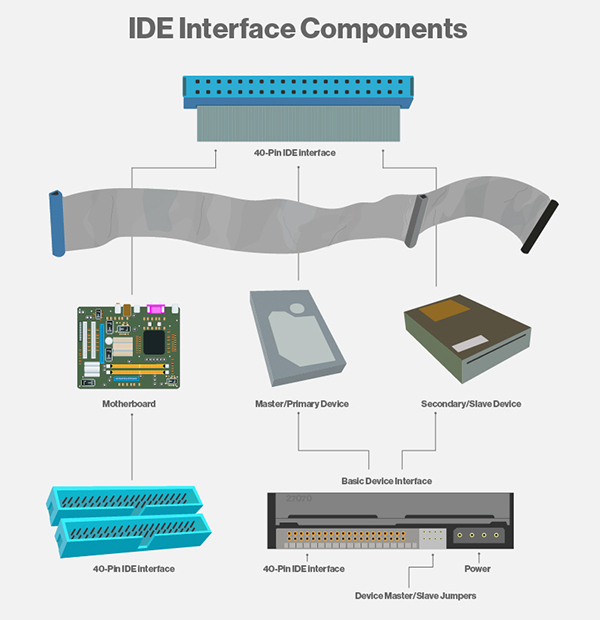 IDE Interface Components
40-Pin IDE interface
Motherboard
Master/Primary Device
Secondary/Slave Device
Basic Device Interface
40-Pin IDE interface
40-Pin IDE interface
Power
Device Master/Slave Jumpers